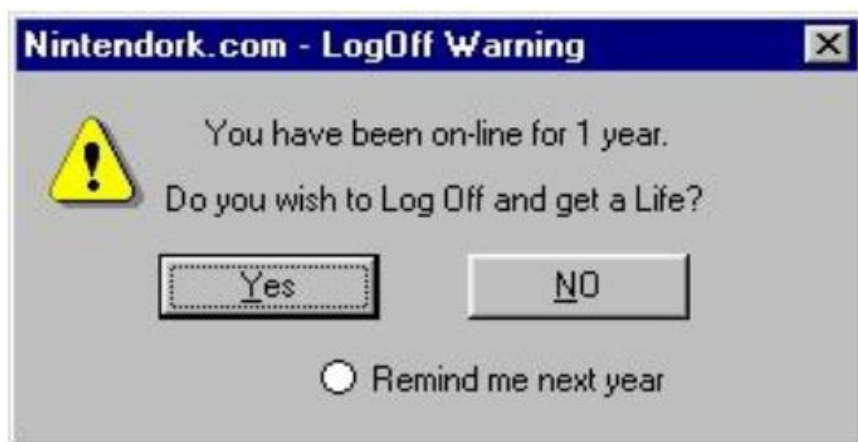 Nintendork.com - LogOff Warning
You have been on-line for 1 year.
Do you wish to Log Off and get a Life?
Yes NO
Remind me next year